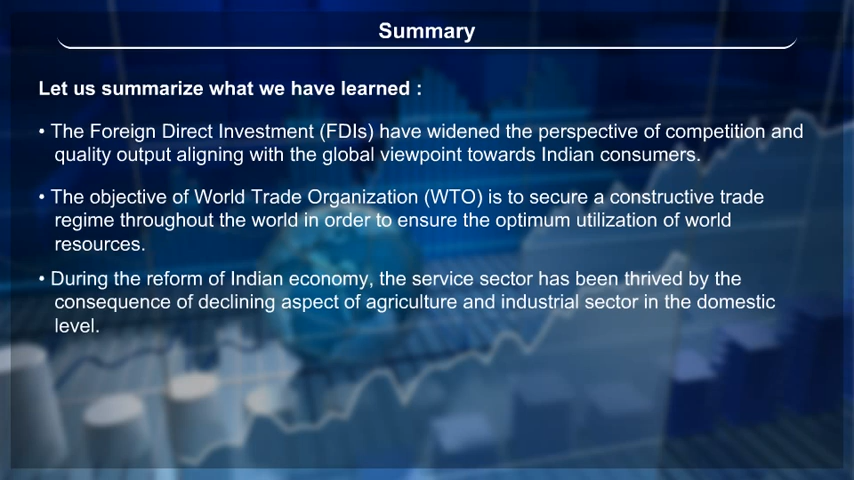 Summary
Let us summarize what we have learned :
• The Foreign Direct Investment (FDIs) have widened the perspective of competition and
quality output aligning with the global viewpoint towards Indian consumers.
• The objective of World Trade Organization (WTO) is to secure a constructive trade
regime throughout the world in order to ensure the optimum utilization of world
resources.
• During the reform of Indian economy, the service sector has been thrived by the
consequence of declining aspect of agriculture and industrial sector in the domestic
level.